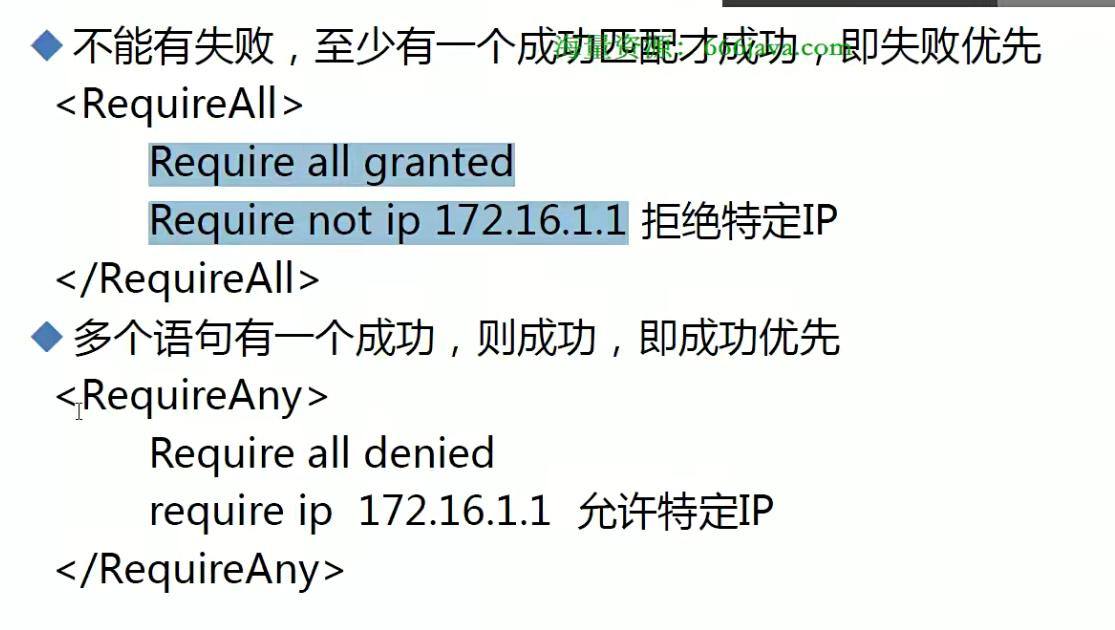 不能有失败，至少有一个成功匹配才成功，即失败优先
海量资源：666java.com
<RequireAll>
Require all granted
Require not ip 172.16.1.1 拒绝特定IP
</RequireAll>
多个语句有一个成功，则成功，即成功优先
<RequireAny>
Require all denied
require ip 172.16.1.1 允许特定IP
</RequireAny>